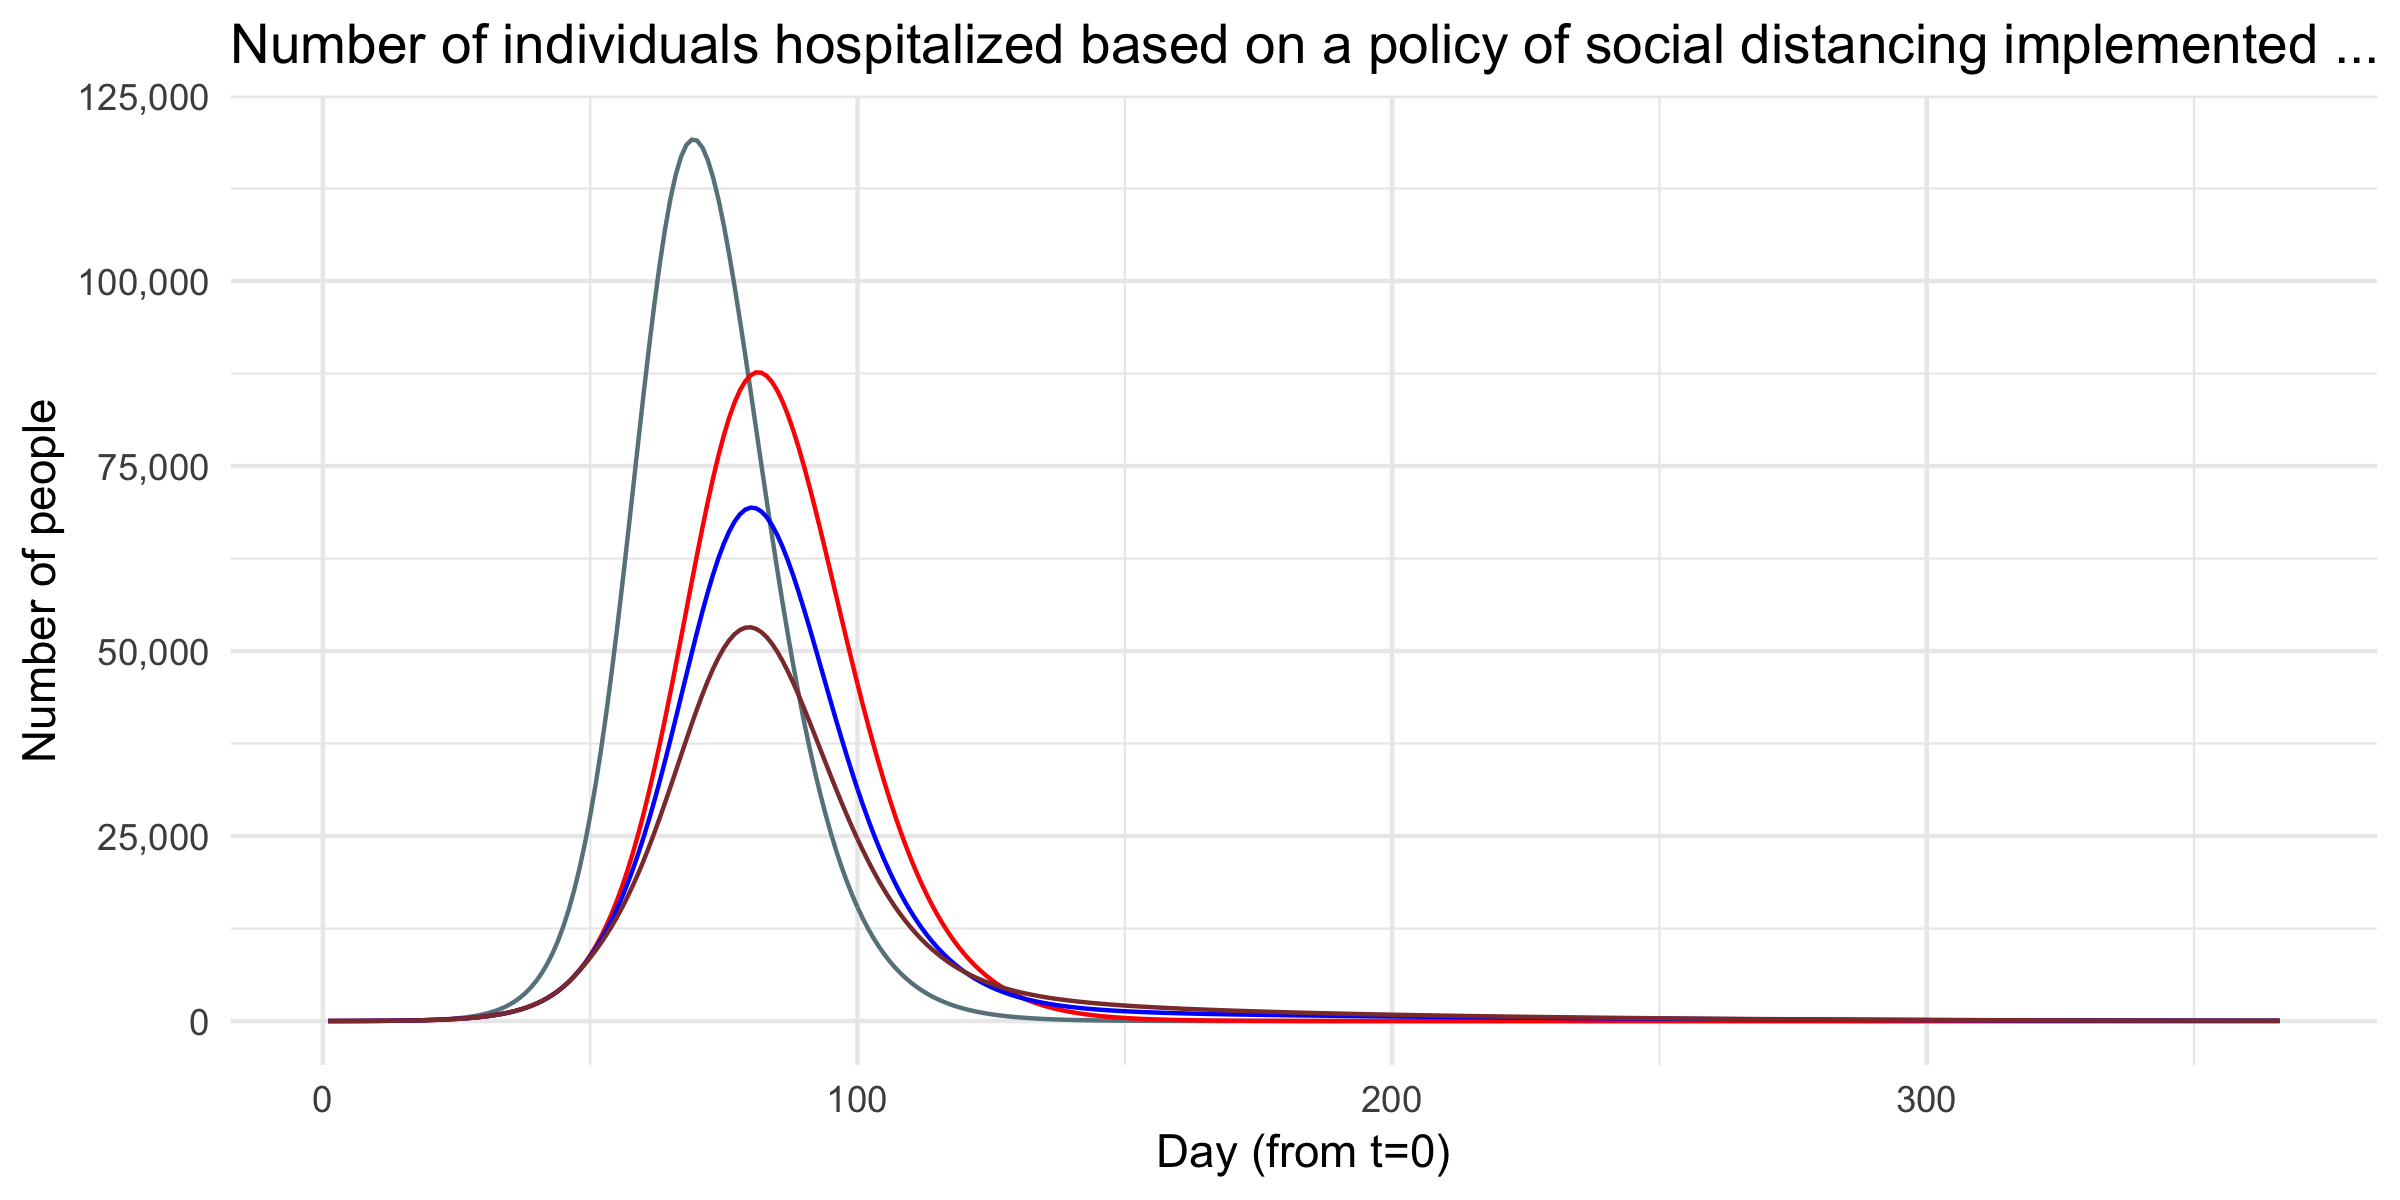 Number of individuals hospitalized based on a policy of social distancing implemented ...
125,000
100,000
75,000
50,000
25,000
0
Number of people
0 100 200 300
Day (from t=0)